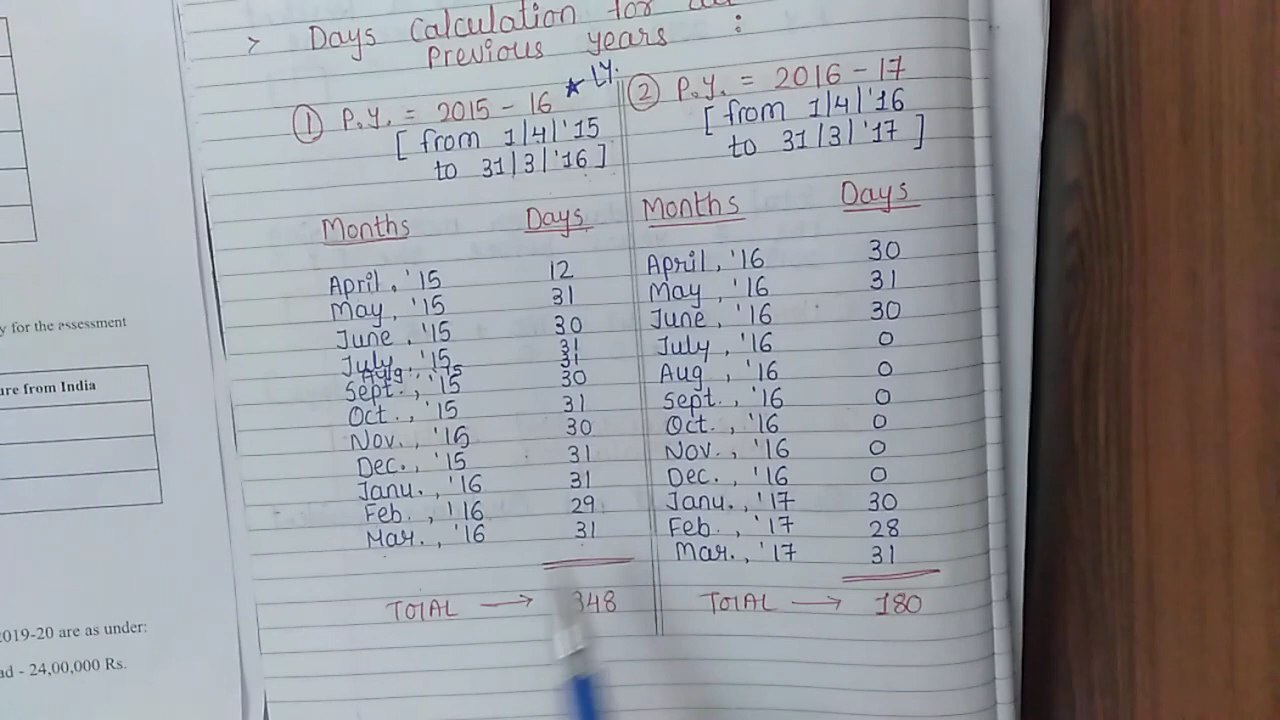 > Days Calculation for
Previous years :
① P.Y. = 2015 - 16 ★ LY.
[ from 1/4/'15
to 31/3/'16 ]
Months Days
April, '15 12
May, '15 31
June, '15 30
July, '15 31
Aug., '15 31
Sept., '15 30
Oct., '15 31
Nov., '15 30
Dec., '15 31
Janu., '16 31
Feb., '16 29
Mar., '16 31
TOTAL → 348
② P.Y. = 2016 - 17
[ from 1/4/'16
to 31/3/'17 ]
Months Days
April, '16 30
May, '16 31
June, '16 30
July, '16 0
Aug, '16 0
Sept., '16 0
Oct., '16 0
Nov., '16 0
Dec., '16 0
Janu., '17 30
Feb., '17 28
Mar., '17 31
TOTAL → 180
y for the assessment
are from India
2019-20 are as under:
ad - 24,00,000 Rs.